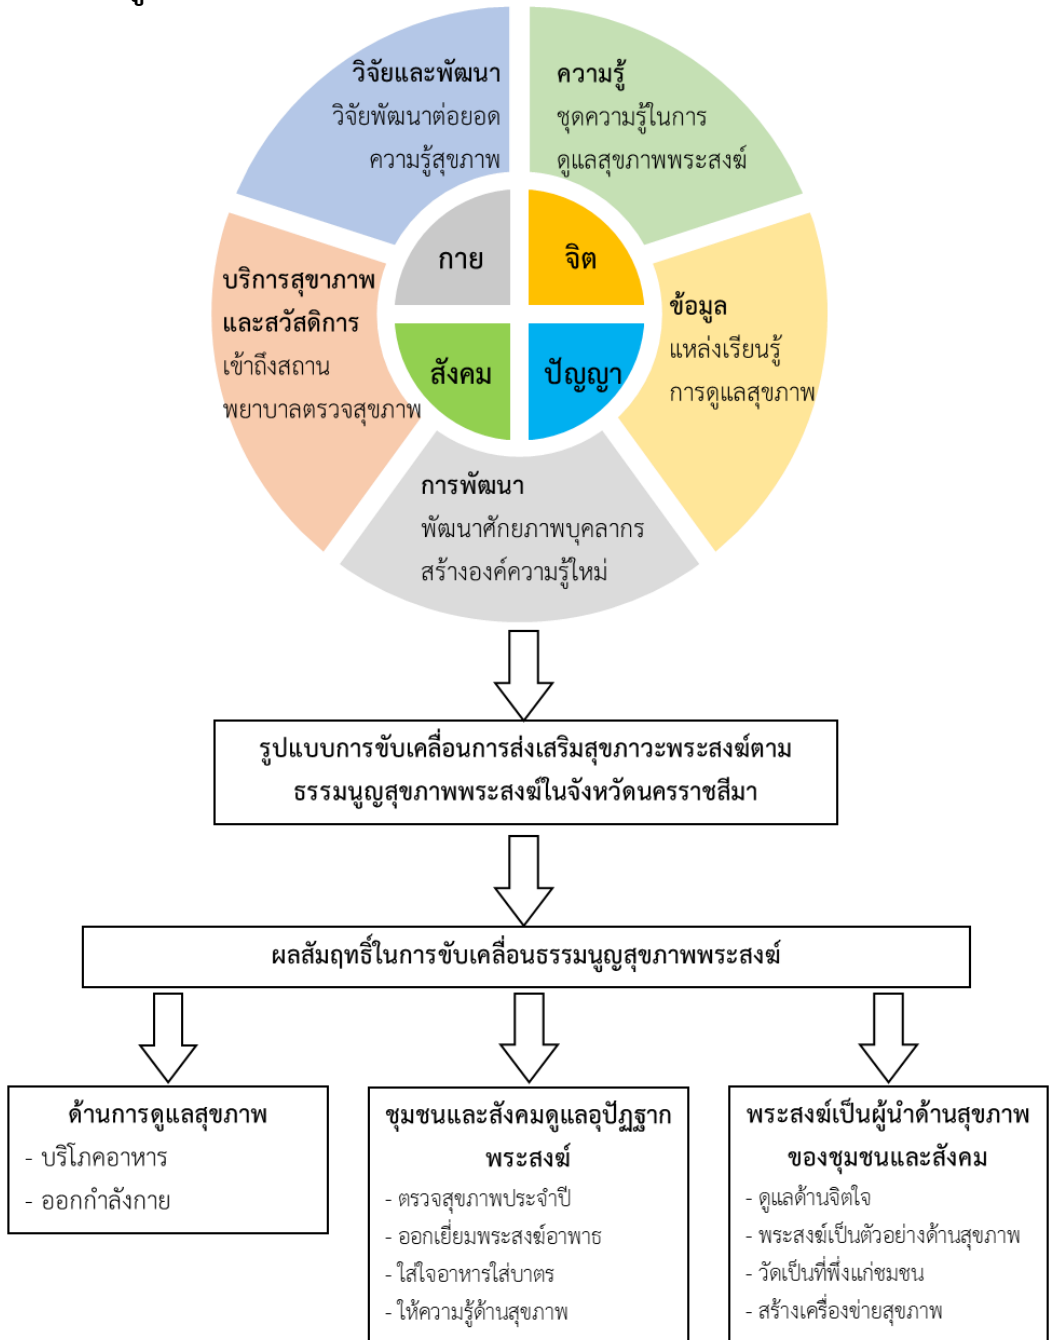 วิจัยและพัฒนา
วิจัยพัฒนาต่อยอด
ความรู้สุขภาพ
ความรู้
ชุดความรู้ในการ
ดูแลสุขภาพพระสงฆ์
กาย
จิต
สังคม
ปัญญา
บริการสุขาภาพ
และสวัสดิการ
เข้าถึงสถาน
พยาบาลตรวจสุขภาพ
ข้อมูล
แหล่งเรียนรู้
การดูแลสุขภาพ
การพัฒนา
พัฒนาศักยภาพบุคลากร
สร้างองค์ความรู้ใหม่
รูปแบบการขับเคลื่อนการส่งเสริมสุขภาวะพระสงฆ์ตาม
ธรรมนูญสุขภาพพระสงฆ์ในจังหวัดนครราชสีมา
ผลสัมฤทธิ์ในการขับเคลื่อนธรรมนูญสุขภาพพระสงฆ์
ด้านการดูแลสุขภาพ
- บริโภคอาหาร
- ออกกำลังกาย
ชุมชนและสังคมดูแลอุปัฏฐาก
พระสงฆ์
- ตรวจสุขภาพประจำปี
- ออกเยี่ยมพระสงฆ์อาพาธ
- ใส่ใจอาหารใส่บาตร
- ให้ความรู้ด้านสุขภาพ
พระสงฆ์เป็นผู้นำด้านสุขภาพ
ของชุมชนและสังคม
- ดูแลด้านจิตใจ
- พระสงฆ์เป็นตัวอย่างด้านสุขภาพ
- วัดเป็นที่พึ่งแก่ชุมชน
- สร้างเครื่องข่ายสุขภาพ